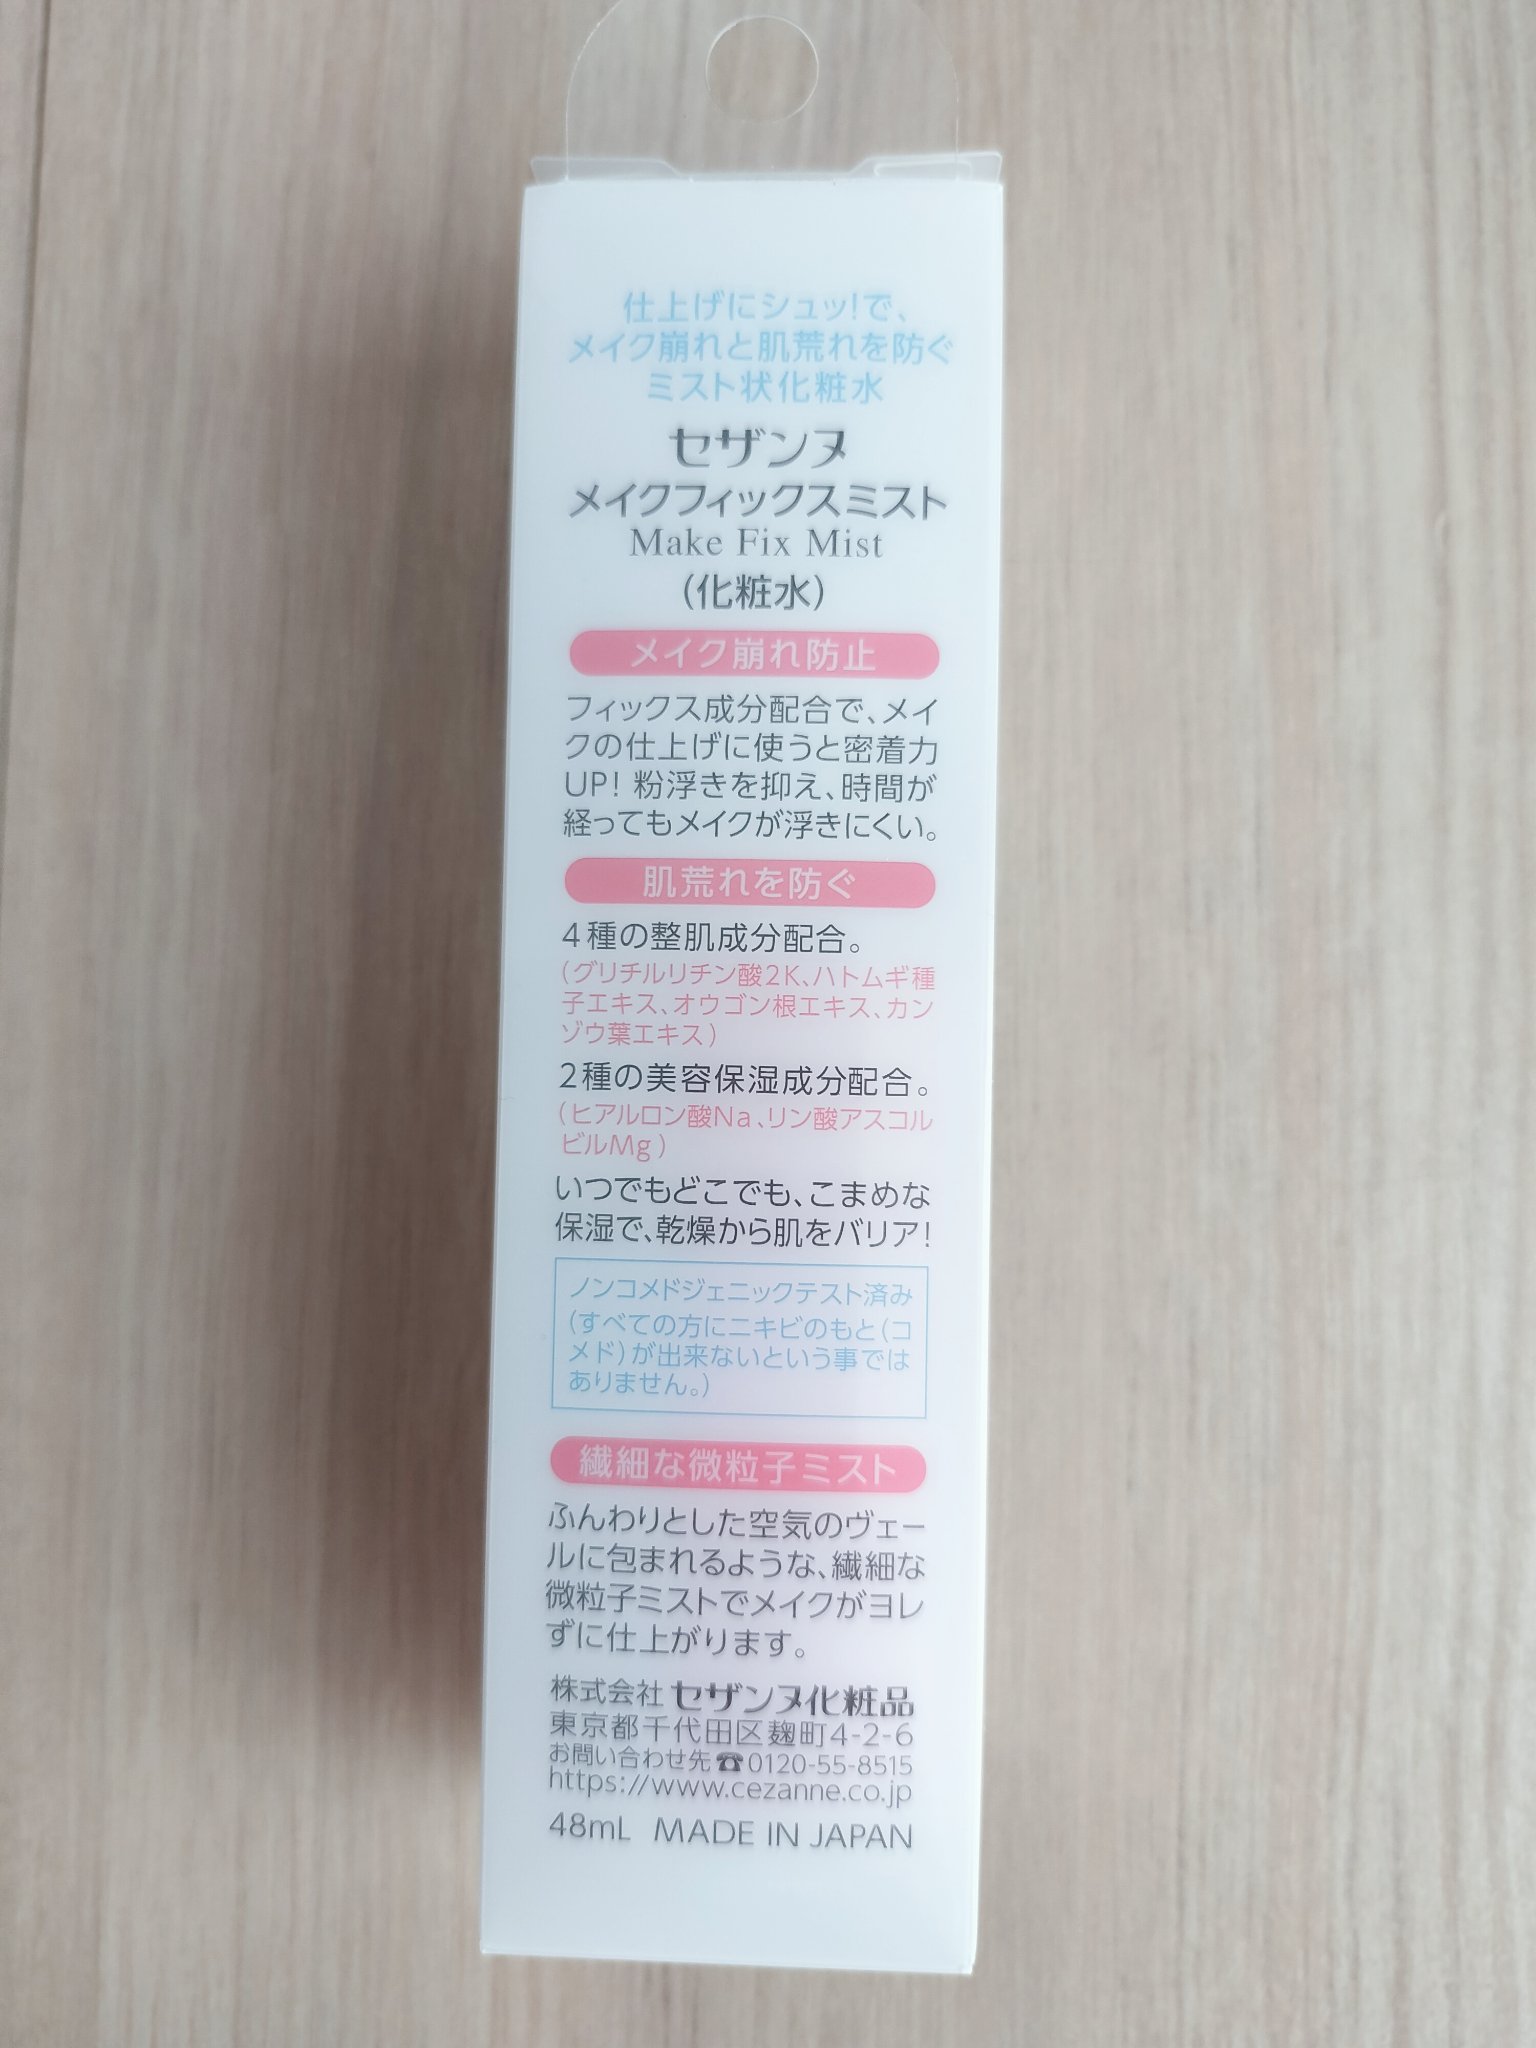 仕上げにシュッ!で、
メイク崩れと肌荒れを防ぐ
ミスト状化粧水
セザンヌ
メイクフィックスミスト
Make Fix Mist
(化粧水)
メイク崩れ防止
フィックス成分配合で、メイ
クの仕上げに使うと密着力
UP! 粉浮きを抑え、時間が
経ってもメイクが浮きにくい。
肌荒れを防ぐ
4種の整肌成分配合。
(グリチルリチン酸2K、ハトムギ種
子エキス、オウゴン根エキス、カン
ゾウ葉エキス)
2種の美容保湿成分配合。
(ヒアルロン酸Na、リン酸アスコル
ビルMg)
いつでもどこでも、こまめな
保湿で、乾燥から肌をバリア!
ノンコメドジェニックテスト済み
(すべての方にニキビのもと(コ
メド)が出来ないという事では
ありません。)
繊細な微粒子ミスト
ふんわりとした空気のヴェー
ルに包まれるような、繊細な
微粒子ミストでメイクがヨレ
ずに仕上がります。
株式会社 セザンヌ化粧品
東京都千代田区麹町4-2-6
お問い合わせ先☎0120-55-8515
https://www.cezanne.co.jp
48mL MADE IN JAPAN